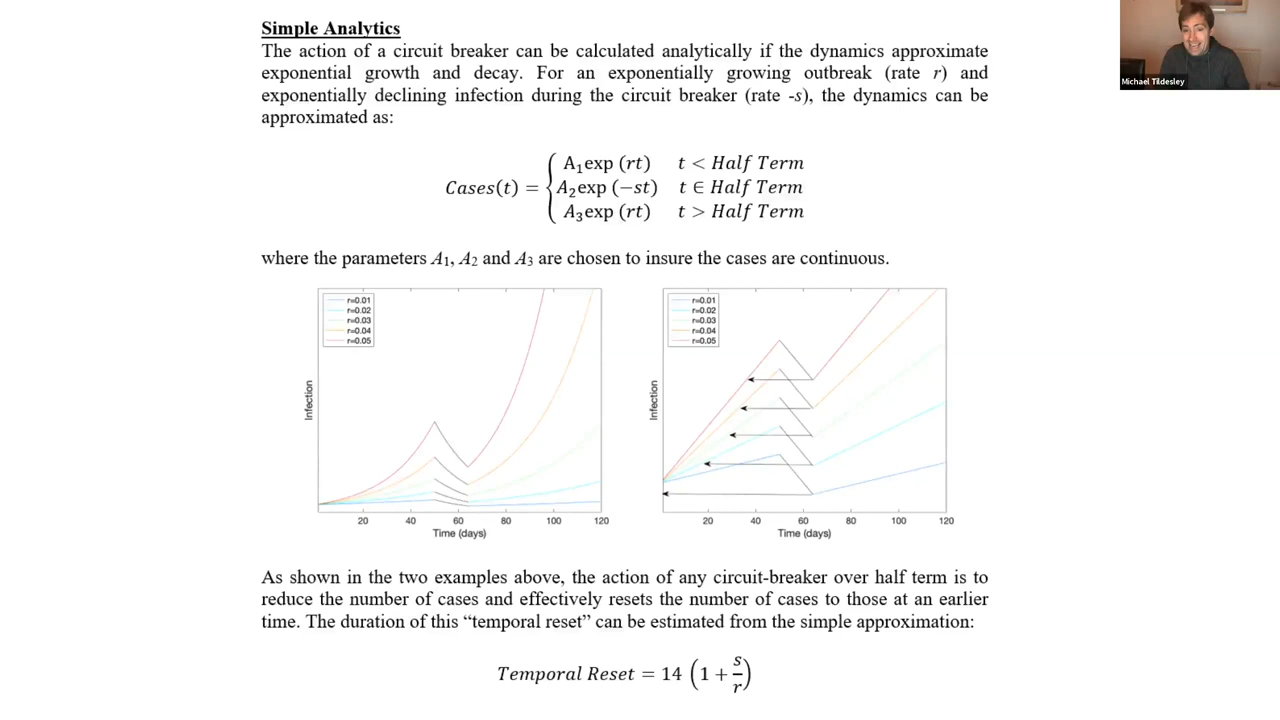 Simple Analytics
The action of a circuit breaker can be calculated analytically if the dynamics approximate
exponential growth and decay. For an exponentially growing outbreak (rate r) and
exponentially declining infection during the circuit breaker (rate -s), the dynamics can be
approximated as:
Cases(t) = { A₁exp (rt) t < Half Term
A₂exp (−st) t ∈ Half Term
A₃exp (rt) t > Half Term
where the parameters A₁, A₂ and A₃ are chosen to insure the cases are continuous.
r=0.01
r=0.02
r=0.03
r=0.04
r=0.05
Infection
20 40 60 80 100 120
Time (days)
r=0.01
r=0.02
r=0.03
r=0.04
r=0.05
Infection
20 40 60 80 100 120
Time (days)
As shown in the two examples above, the action of any circuit-breaker over half term is to
reduce the number of cases and effectively resets the number of cases to those at an earlier
time. The duration of this “temporal reset” can be estimated from the simple approximation:
Temporal Reset = 14 (1 + s/r)
Michael Tildesley